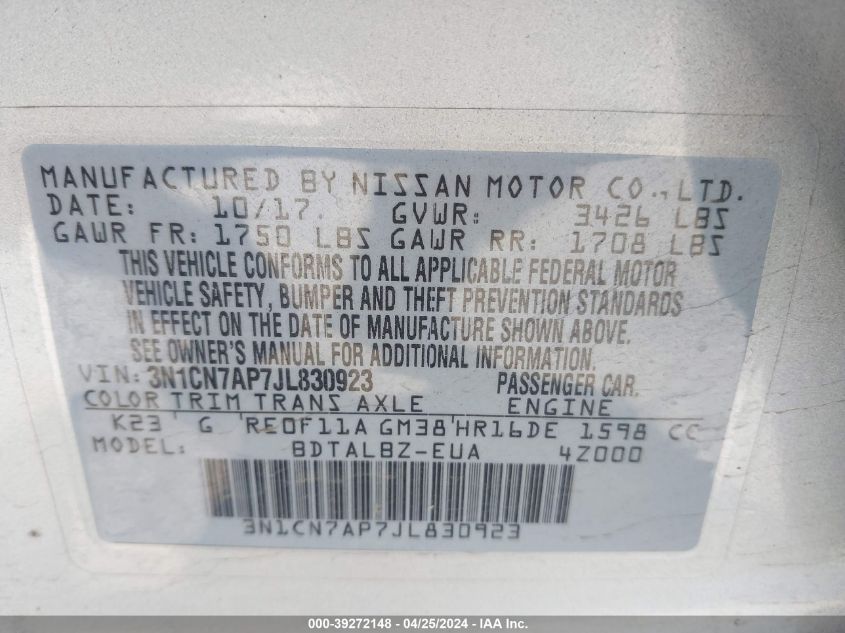 MANUFACTURED BY NISSAN MOTOR CO., LTD.
DATE: 10/17. GVWR: 3426 LBS
GAWR FR: 1750 LBS GAWR RR: 1708 LBS
THIS VEHICLE CONFORMS TO ALL APPLICABLE FEDERAL MOTOR
VEHICLE SAFETY, BUMPER AND THEFT PREVENTION STANDARDS
IN EFFECT ON THE DATE OF MANUFACTURE SHOWN ABOVE.
SEE OWNER'S MANUAL FOR ADDITIONAL INFORMATION.
VIN: 3N1CN7AP7JL830923 PASSENGER CAR.
COLOR TRIM TRANS AXLE ENGINE
K23 G RE0F11A GM38 HR16DE 1598 CC
MODEL: BDTALBZ-EUA 4Z000
3N1CN7AP7JL830923
000-39272148 - 04/25/2024 - IAA Inc.